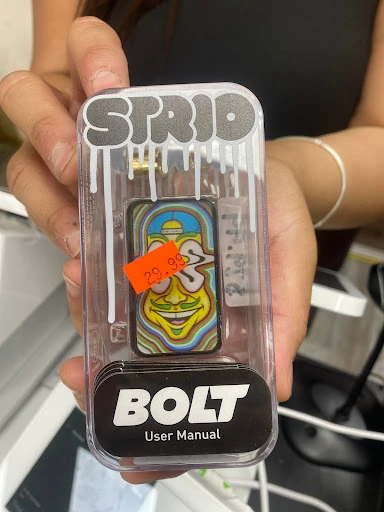 STRIO
29.99
BOLT
User Manual